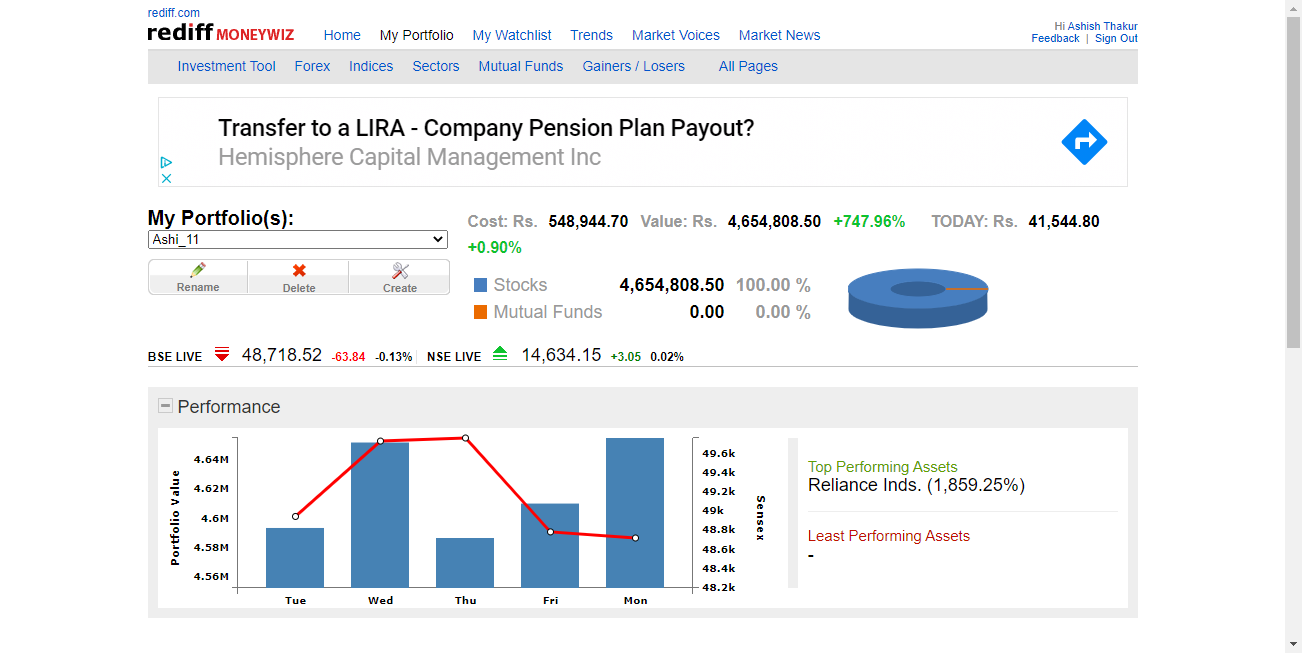 rediff.com
rediff MONEYWIZ
Home My Portfolio My Watchlist Trends Market Voices Market News
Hi Ashish Thakur
Feedback | Sign Out
Investment Tool Forex Indices Sectors Mutual Funds Gainers / Losers All Pages
Transfer to a LIRA - Company Pension Plan Payout?
Hemisphere Capital Management Inc
My Portfolio(s):
Ashi_11
Rename Delete Create
Cost: Rs. 548,944.70 Value: Rs. 4,654,808.50 +747.96% TODAY: Rs. 41,544.80
+0.90%
Stocks 4,654,808.50 100.00 %
Mutual Funds 0.00 0.00 %
BSE LIVE 48,718.52 -63.84 -0.13% NSE LIVE 14,634.15 +3.05 0.02%
Performance
Portfolio Value
4.64M
4.62M
4.6M
4.58M
4.56M
Tue Wed Thu Fri Mon
49.6k
49.4k
49.2k
49k
48.8k
48.6k
48.4k
48.2k
Sensex
Top Performing Assets
Reliance Inds. (1,859.25%)
Least Performing Assets
-